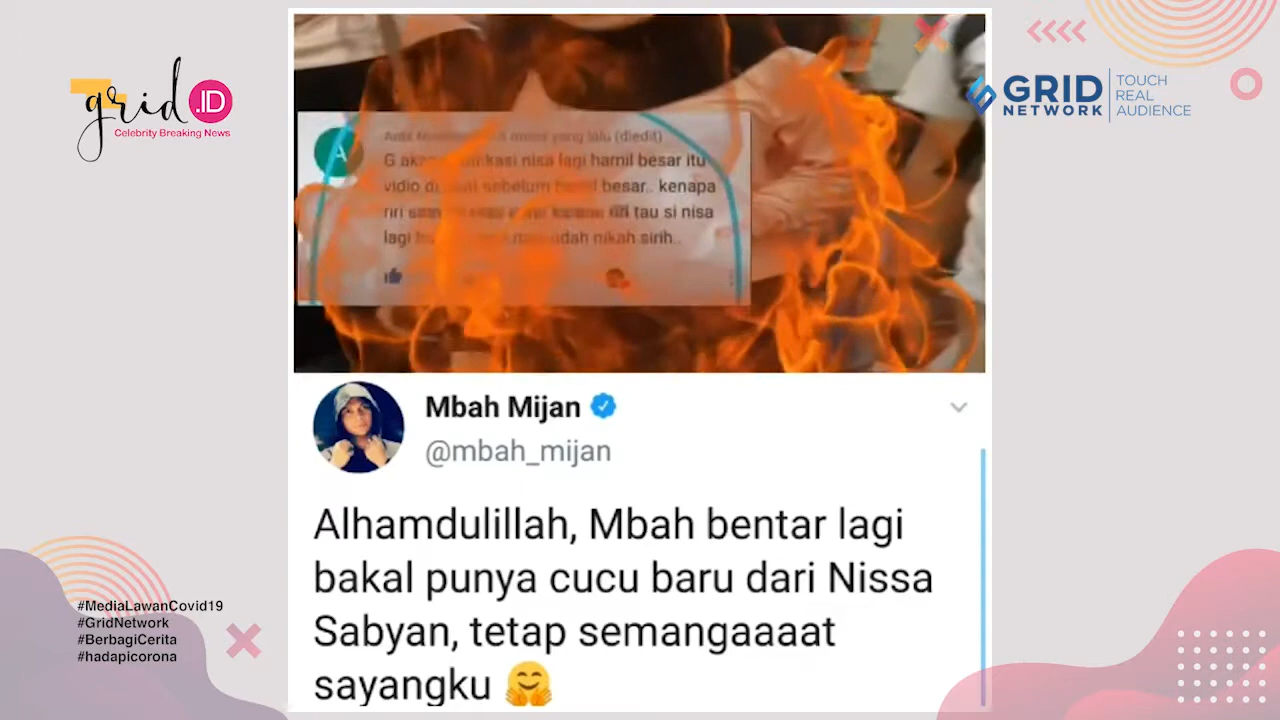 grid .ID
Celebrity Breaking News
GRID
NETWORK
TOUCH
REAL
AUDIENCE
A
yang lalu (diedit)
G nisa lagi hamil besar itu
vidio sebelum besar.. kenapa
riri tau si nisa
lagi udah nikah sirih..
Mbah Mijan
@mbah_mijan
Alhamdulillah, Mbah bentar lagi
bakal punya cucu baru dari Nissa
Sabyan, tetap semangaaaat
sayangku 🤗
#MediaLawanCovid19
#GridNetwork
#BerbagiCerita
#hadapicorona